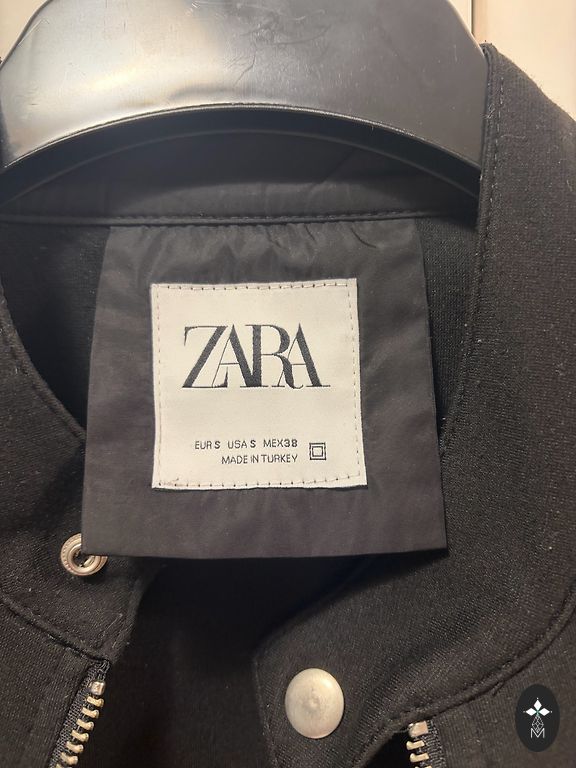 ZARA
EUR S USA S MEX 38
MADE IN TURKEY
M